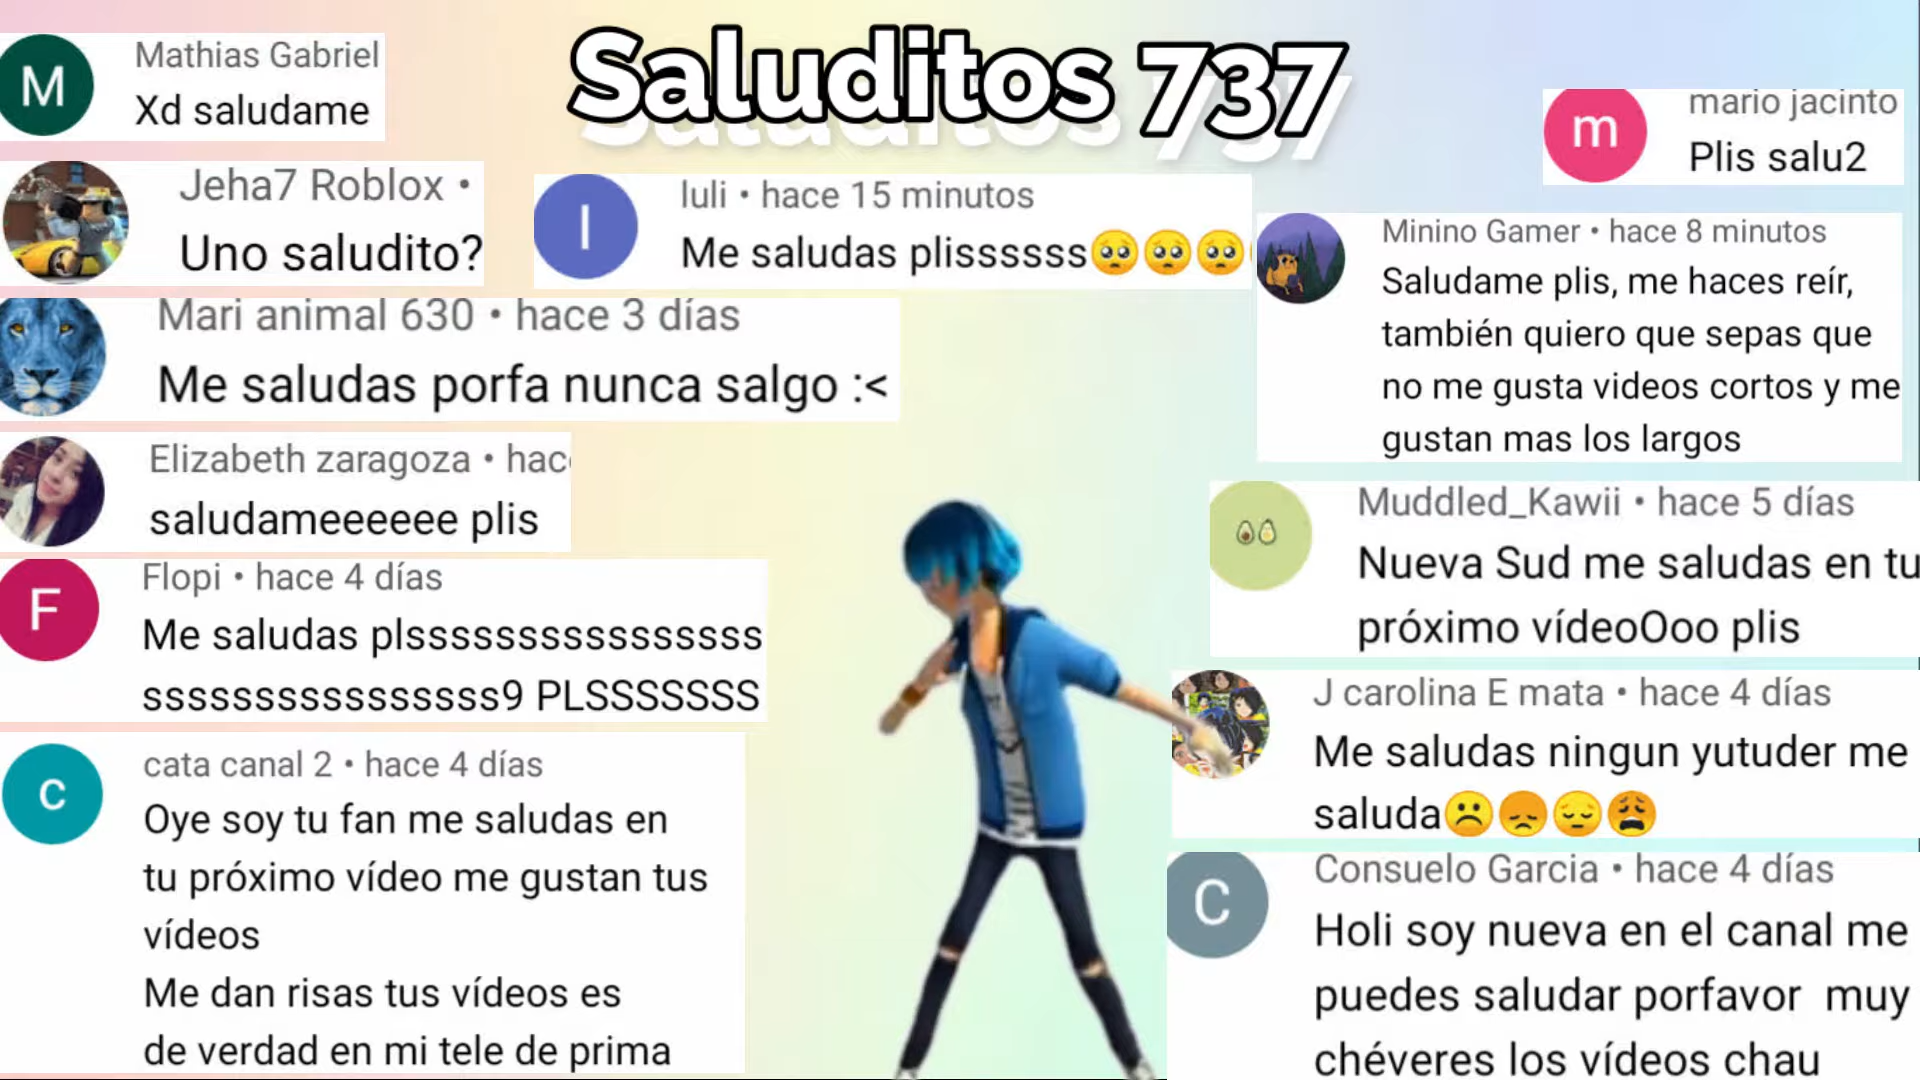 Saluditos 737
M
Mathias Gabriel
Xd saludame
Jeha7 Roblox •
Uno saludito?
l
luli • hace 15 minutos
Me saludas plissssss🥺🥺🥺
m
mario jacinto
Plis salu2
Minino Gamer • hace 8 minutos
Saludame plis, me haces reír,
también quiero que sepas que
no me gusta videos cortos y me
gustan mas los largos
Mari animal 630 • hace 3 días
Me saludas porfa nunca salgo :<
Elizabeth zaragoza • hac
saludameeeeee plis
F
Flopi • hace 4 días
Me saludas plsssssssssssssssss
sssssssssssssssss9 PLSSSSSSS
c
cata canal 2 • hace 4 días
Oye soy tu fan me saludas en
tu próximo vídeo me gustan tus
vídeos
Me dan risas tus vídeos es
de verdad en mi tele de prima
Muddled_Kawii • hace 5 días
Nueva Sud me saludas en tu
próximo vídeoOoo plis
J carolina E mata • hace 4 días
Me saludas ningun yutuder me
saluda☹️😞😔😩
C
Consuelo Garcia • hace 4 días
Holi soy nueva en el canal me
puedes saludar porfavor  muy
chéveres los vídeos chau